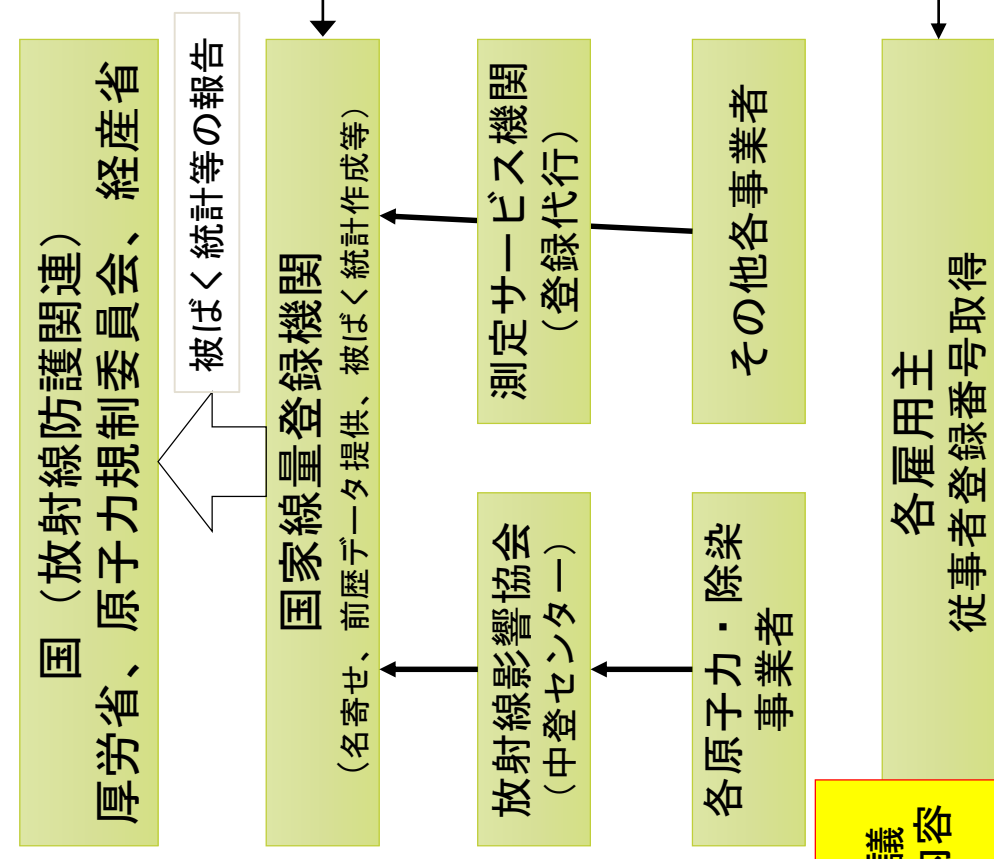 国（放射線防護関連）
厚労省、原子力規制委員会、経産省
被ばく統計等の報告
国家線量登録機関
（名寄せ、前歴データ提供、被ばく統計作成等）
放射線影響協会
（中登センター）
測定サービス機関
（登録代行）
各原子力・除染
事業者
その他各事業者
各雇用主
従事者登録番号取得
議
内容